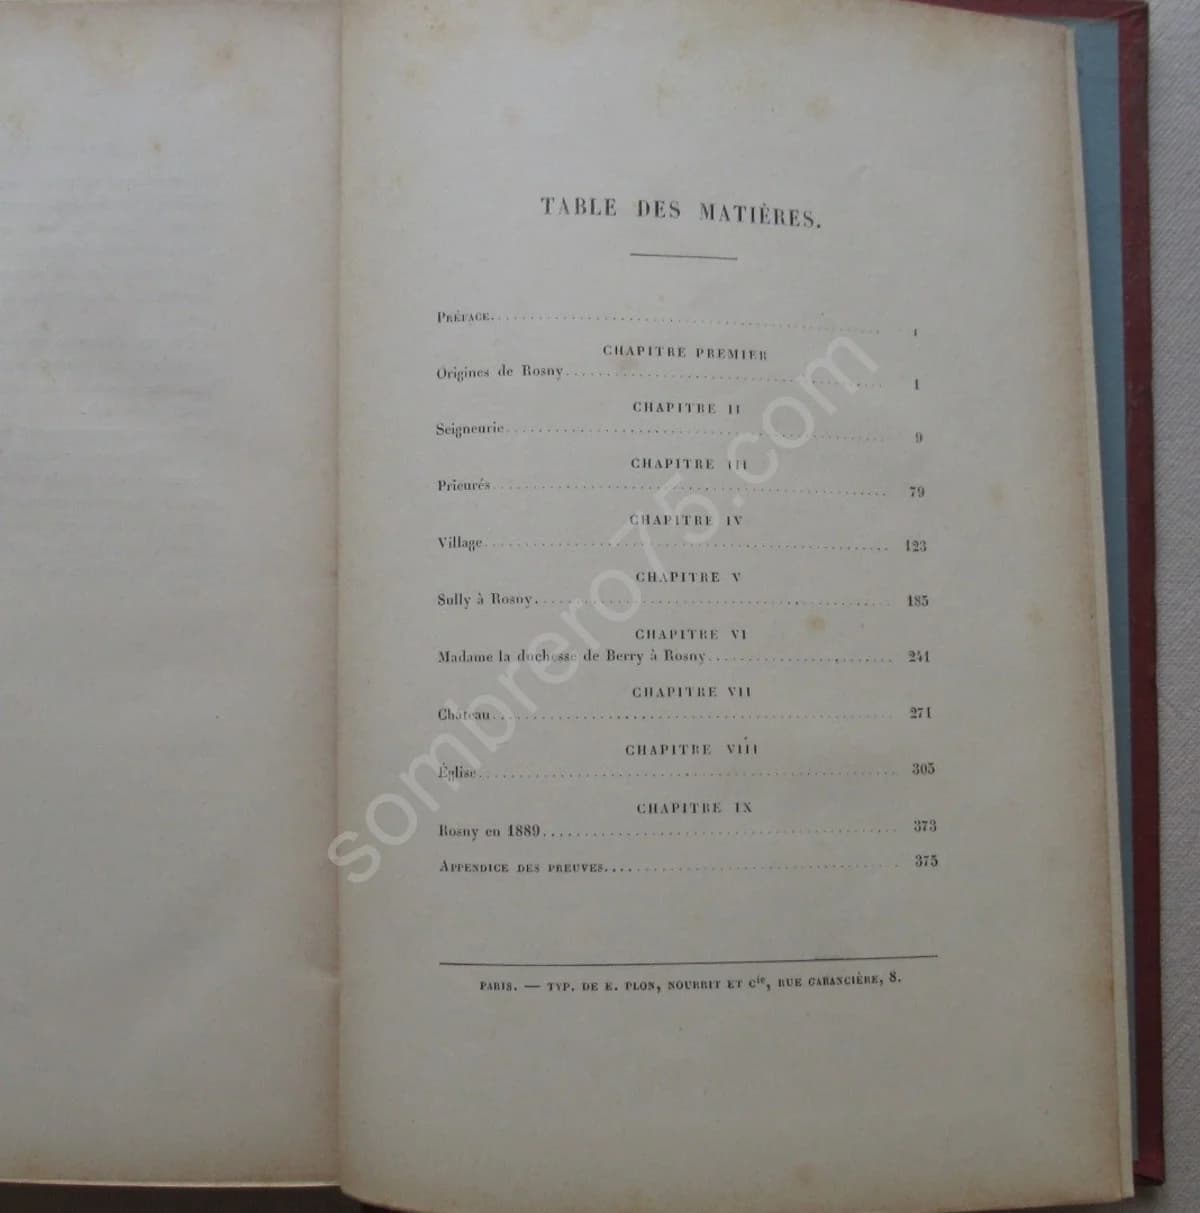 TABLE DES MATIÈRES.
PRÉFACE. 1
CHAPITRE PREMIER
Origines de Rosny. 1
CHAPITRE II
Seigneurie. 9
CHAPITRE III
Prieurés. 79
CHAPITRE IV
Village. 123
CHAPITRE V
Sully à Rosny. 185
CHAPITRE VI
Madame la duchesse de Berry à Rosny. 241
CHAPITRE VII
Château. 271
CHAPITRE VIII
Église. 305
CHAPITRE IX
Rosny en 1889. 373
APPENDICE DES PREUVES. 375
PARIS. — TYP. DE E. PLON, NOURRIT ET Cie, RUE GARANCIÈRE, 8.
sombrero75.com